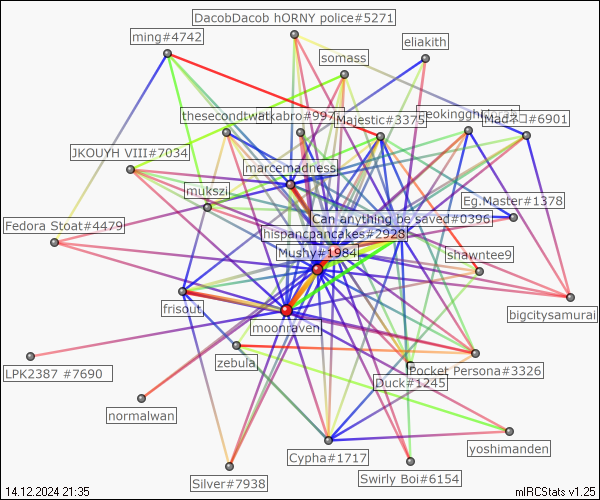 DacobDacob hORNY police#5271
ming#4742
eliakith
somass
thesecondtwait
Majestic#3375
Mad
#6901
JKOUYH VIII#7034
marcemadness
mukszi
Eg.Master#1378
Can anything be saved#0396
Fedora Stoat#4479
hispancpancakes#2928
Mushy#1984
shawntee9
frisout
bigcitysamurai
moonraven
zebula
LPK2387 #7690
Pocket Persona#3326
Duck#1245
normalwan
yoshimanden
Cypha#1717
Silver#7938
Swirly Boi#6154
14.12.2024 21:35
mIRCStats v1.25